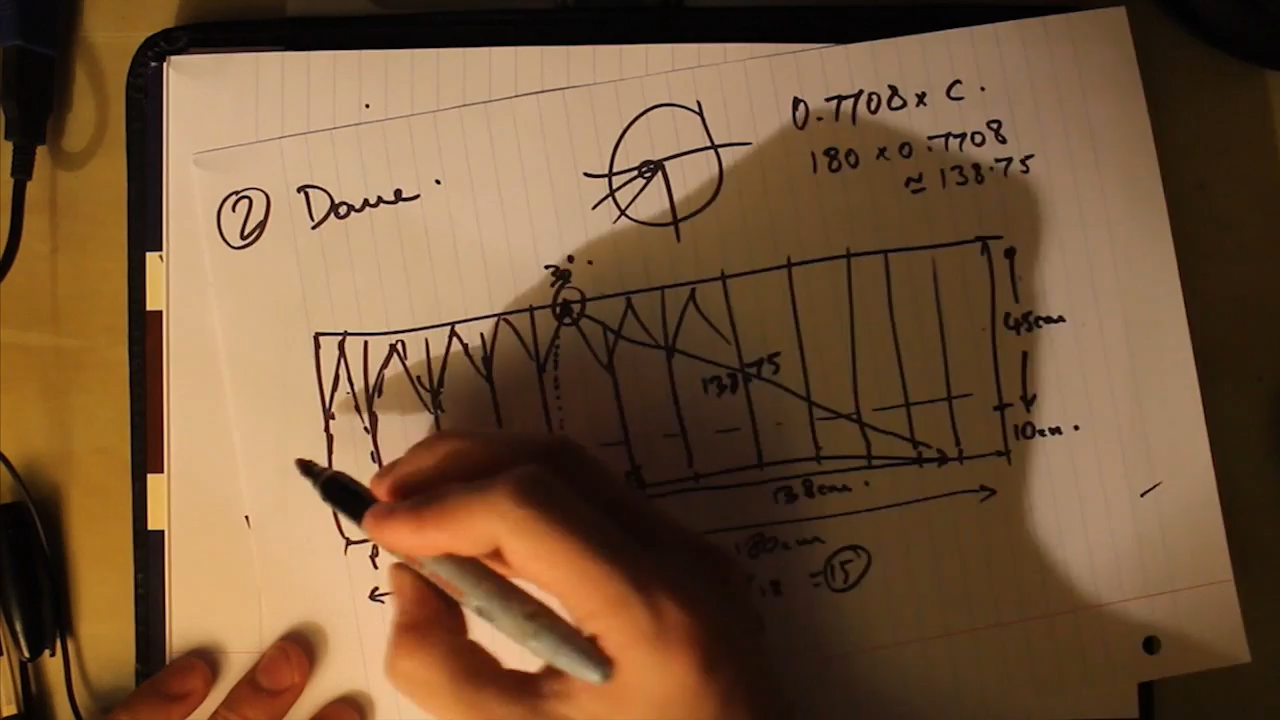 0.7708 × C.
180 × 0.7708
≃ 138.75
② Dome.
30°.
45cm
138.75
10cm.
138cm.
180cm
= 15